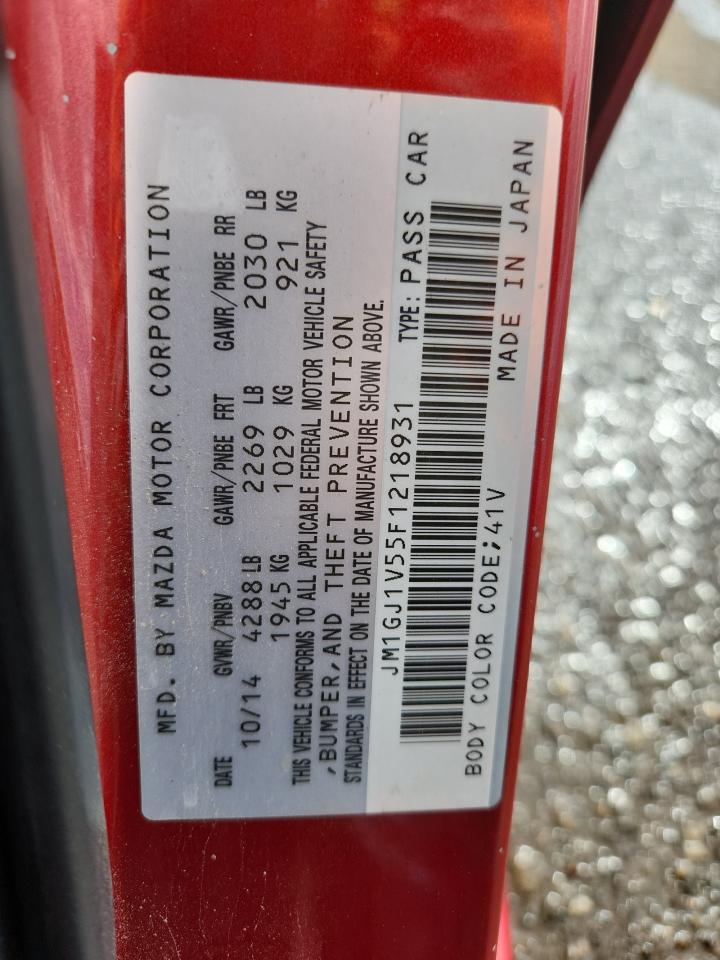 MFD. BY MAZDA MOTOR CORPORATION
DATE GVWR/PNBV GAWR/PNBE FRT GAWR/PNBE RR
10/14 4288 LB 2269 LB 2030 LB
1945 KG 1029 KG 921 KG
THIS VEHICLE CONFORMS TO ALL APPLICABLE FEDERAL MOTOR VEHICLE SAFETY
,BUMPER,AND THEFT PREVENTION
STANDARDS IN EFFECT ON THE DATE OF MANUFACTURE SHOWN ABOVE.
JM1GJ1V55F1218931 TYPE: PASS CAR
BODY COLOR CODE;41V MADE IN JAPAN